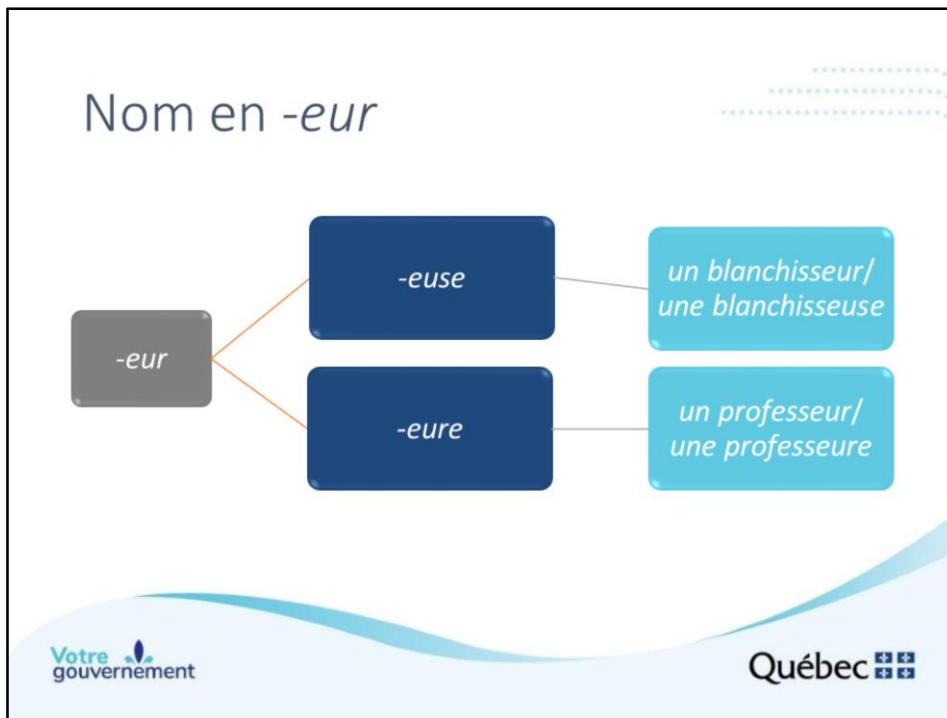 Nom en -eur
-eur
-euse
un blanchisseur/
une blanchisseuse
-eure
un professeur/
une professeure
Votre
gouvernement
Québec